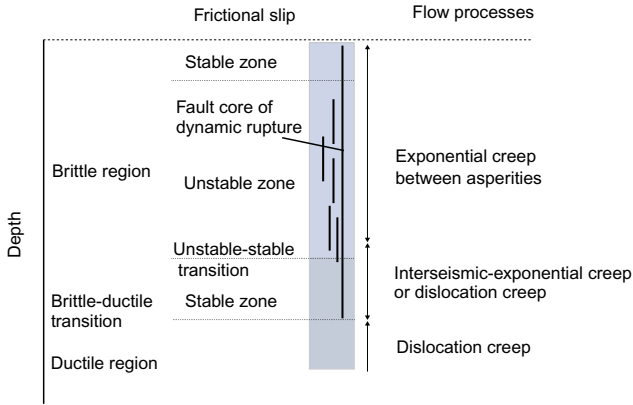 Frictional slip
Flow processes
Stable zone
Fault core of
dynamic rupture
Brittle region
Unstable zone
Exponential creep
between asperities
Depth
Unstable-stable
transition
Interseismic-exponential creep
or dislocation creep
Brittle-ductile
transition
Stable zone
Dislocation creep
Ductile region